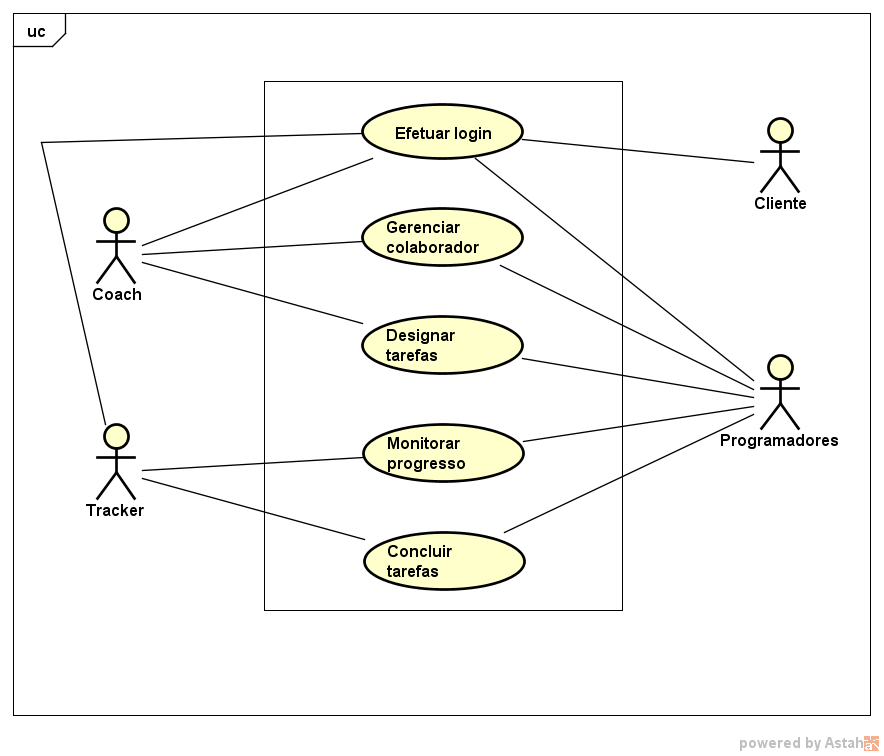 uc
Efetuar login
Cliente
Gerenciar
colaborador
Coach
Designar
tarefas
Programadores
Monitorar
progresso
Tracker
Concluir
tarefas
powered by Astah